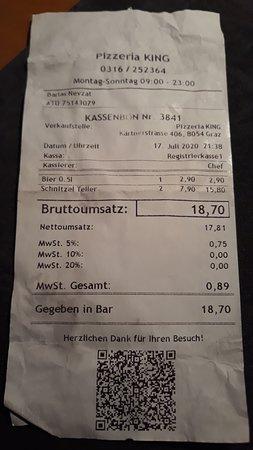 Pizzeria KING
0316 / 252364
Montag-Sonntag 09:00 - 23:00
Barlas Nevzat
ATU 75143079
KASSENBON Nr. 3841
Verkaufstelle: Pizzeria KING
Kärtnerstrasse 406, 8054 Graz
Datum / Uhrzeit 17. Juli 2020 21:38
Kassa: Registrierkasse1
Kassierer: Chef
Bier 0.5l 1 2,90 2,90
Schnitzel Teller 2 7,90 15,80
Bruttoumsatz: 18,70
Nettoumsatz: 17,81
MwSt. 5%: 0,75
MwSt. 10%: 0,00
MwSt. 20%: 0,00
MwSt. Gesamt: 0,89
Gegeben in Bar 18,70
Herzlichen Dank für Ihren Besuch!